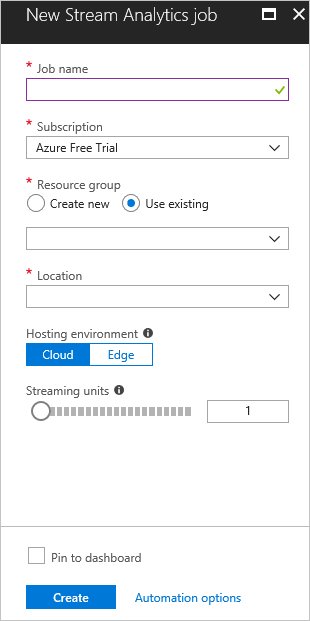 New Stream Analytics job
* Job name
* Subscription
Azure Free Trial
* Resource group
Create new Use existing
* Location
Hosting environment
Cloud Edge
Streaming units
1
Pin to dashboard
Create Automation options